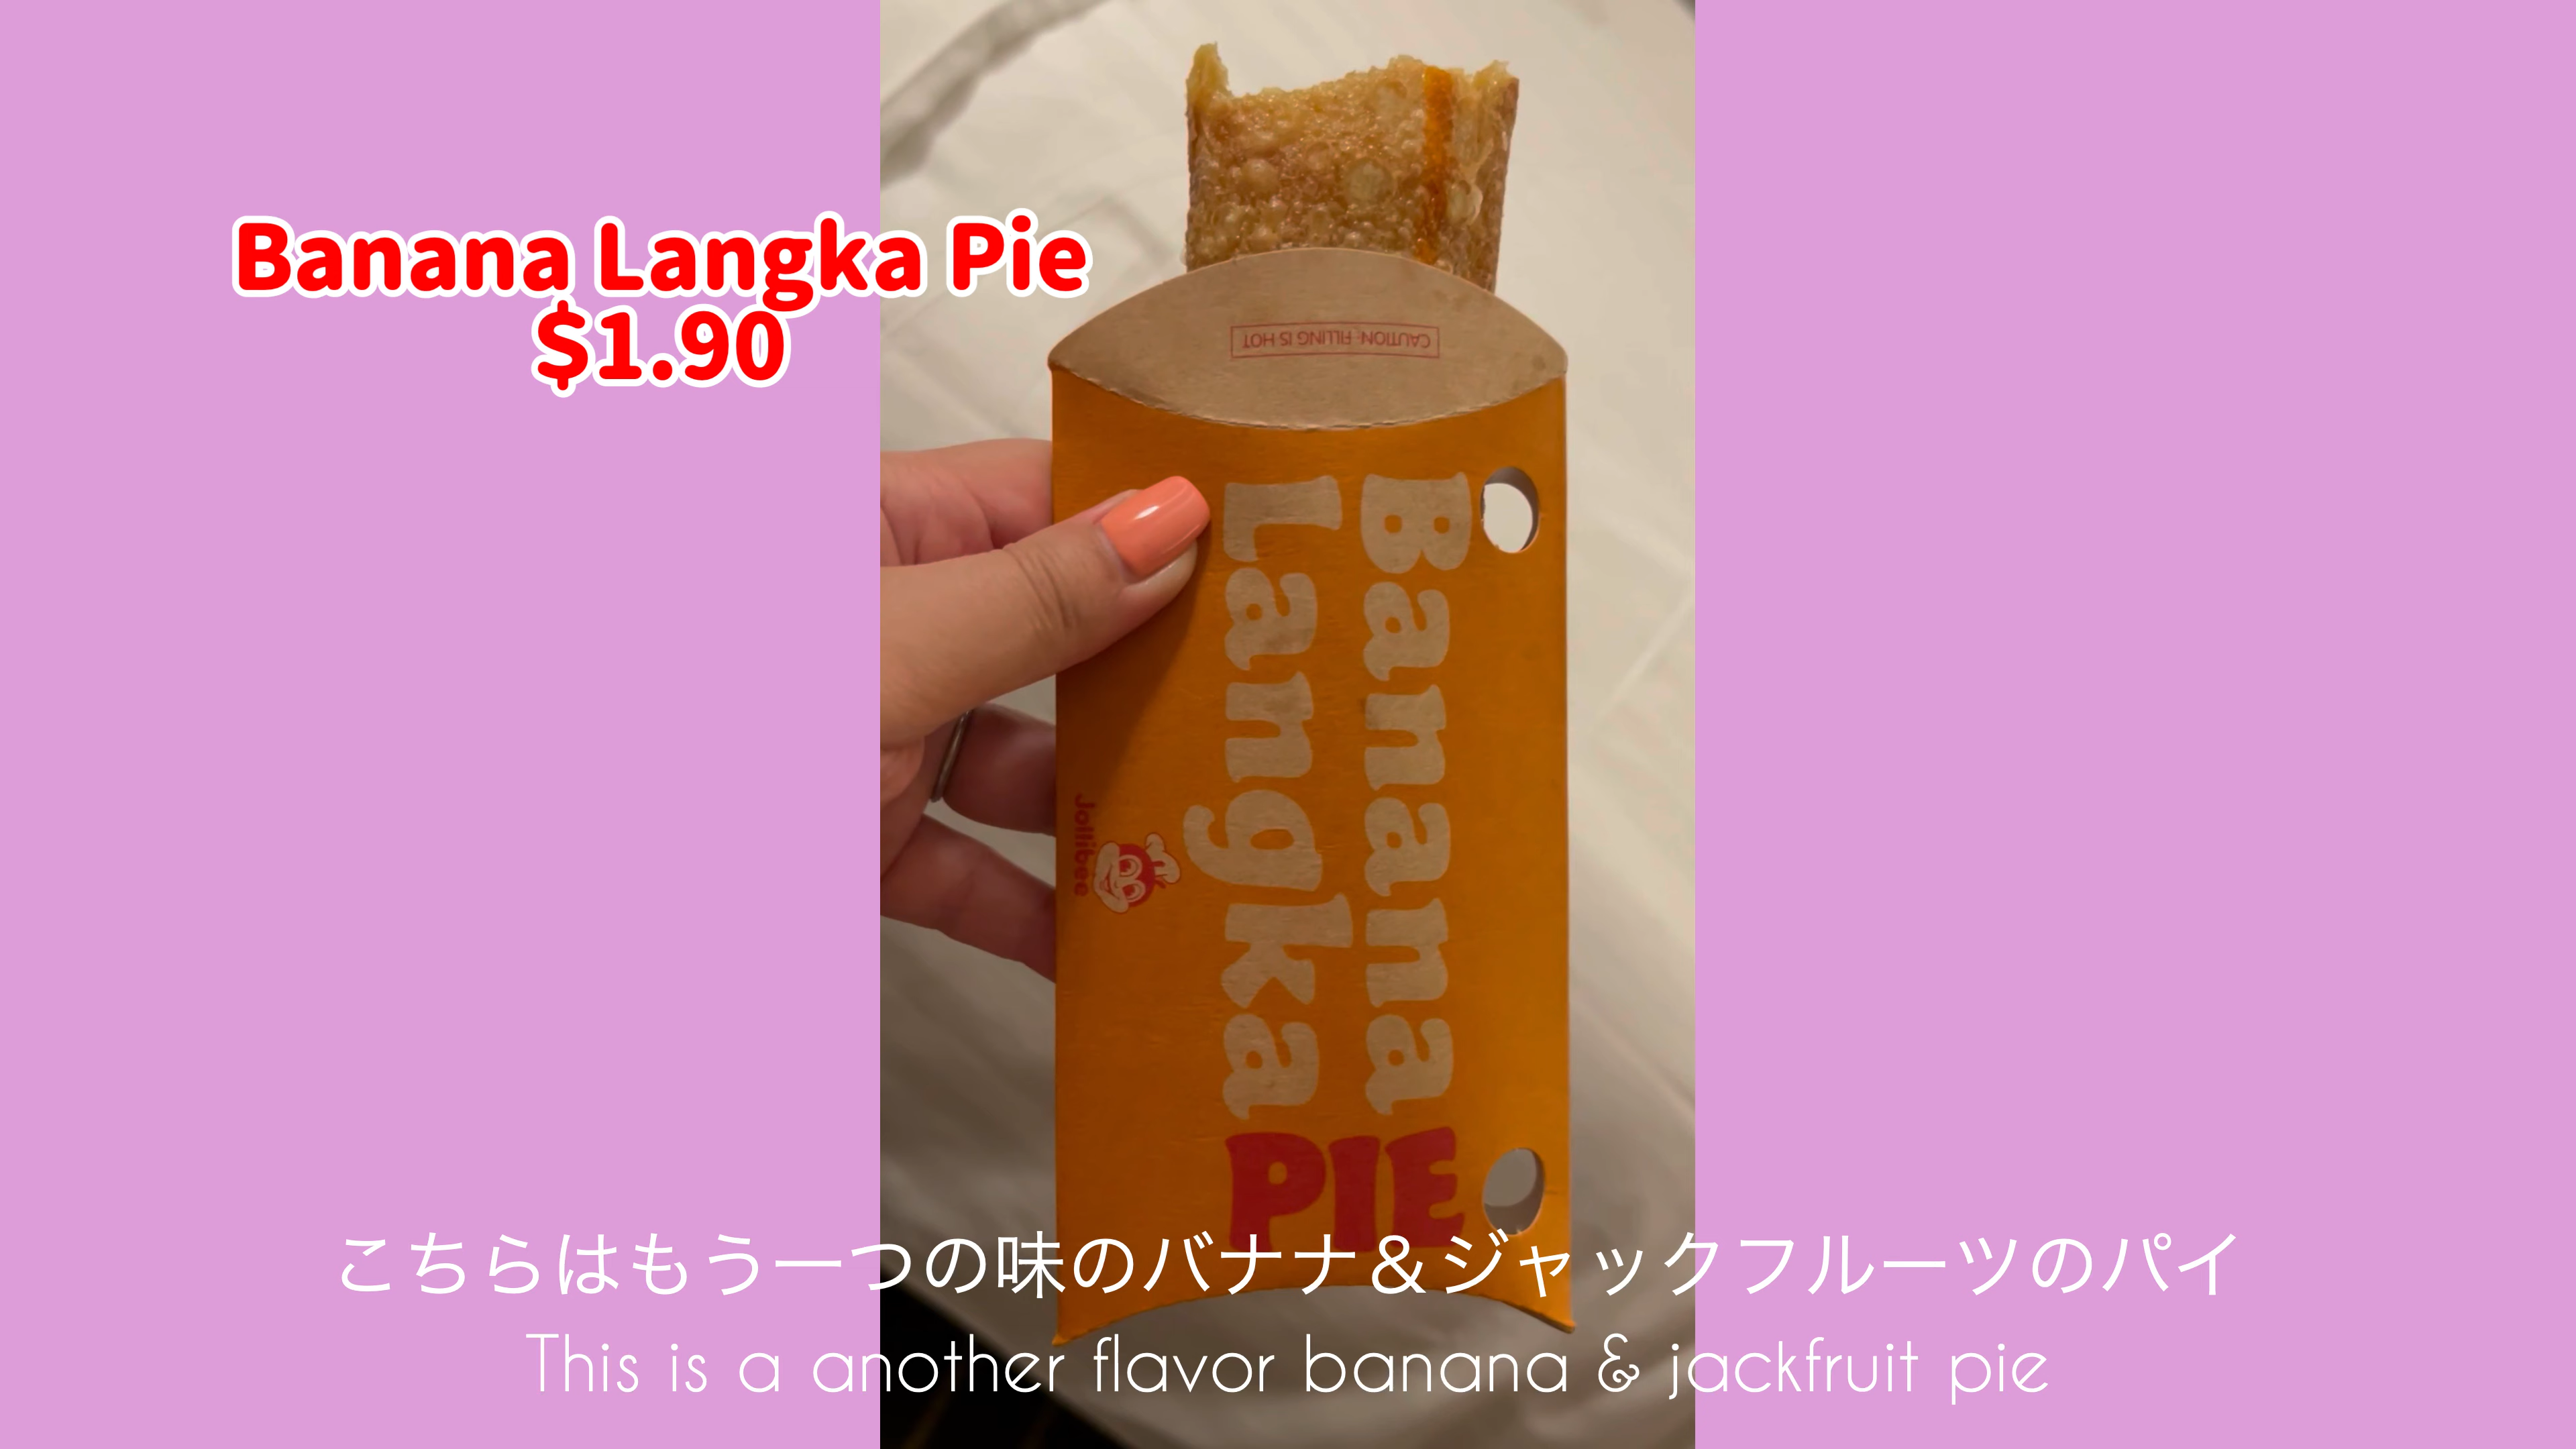 Banana Langka Pie
$1.90
CAUTION: FILLING IS HOT
Banana
Langka
PIE
Jollibee
こちらはもう一つの味のバナナ＆ジャックフルーツのパイ
This is a another flavor banana & jackfruit pie